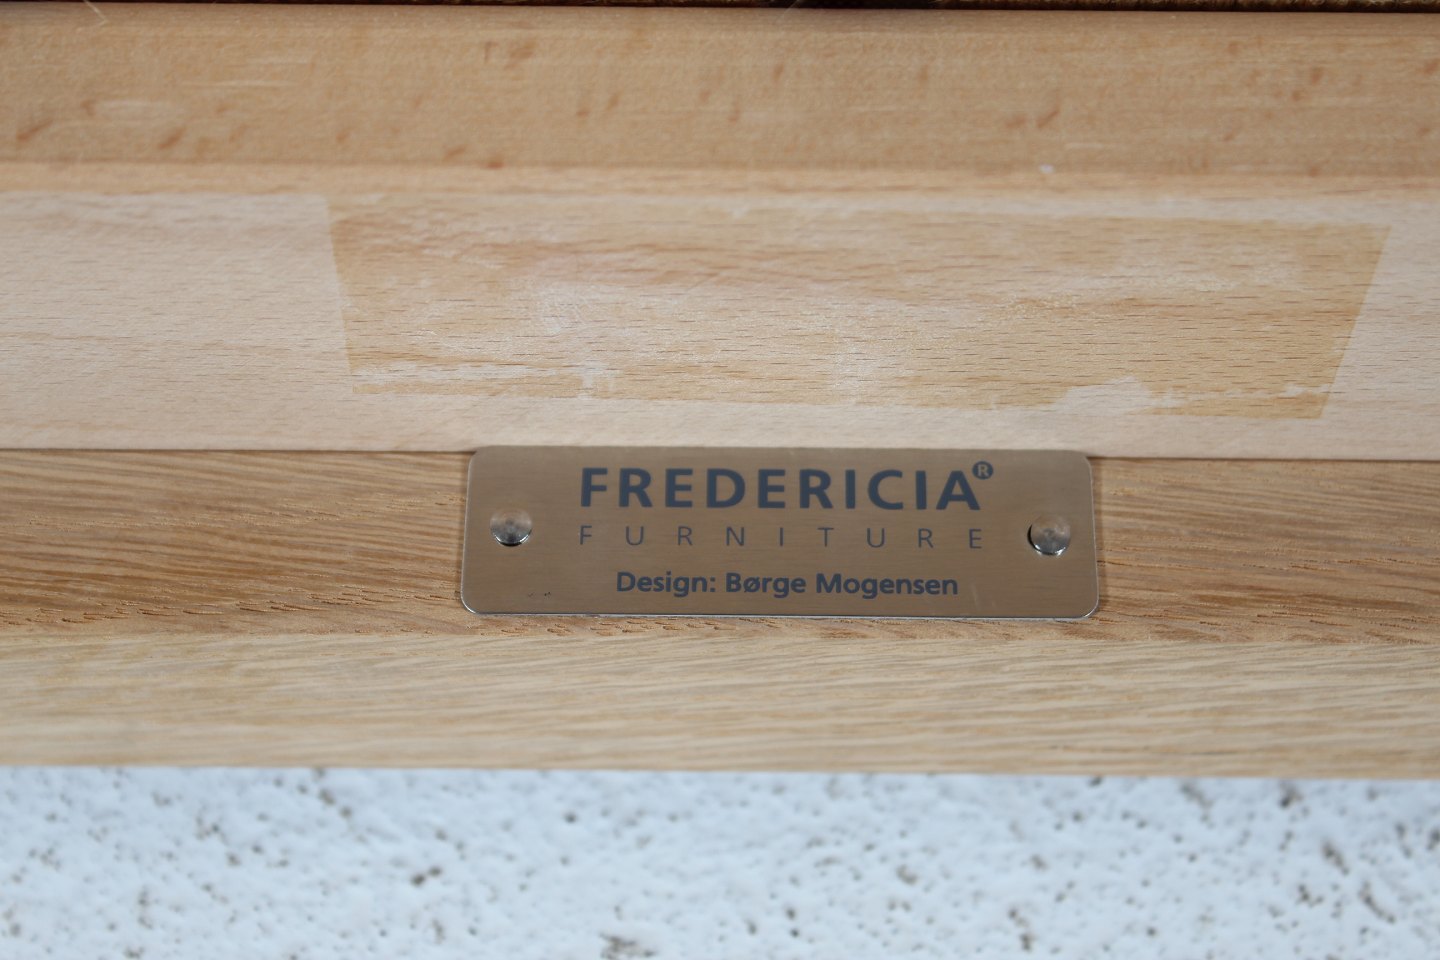 FREDERICIA®
FURNITURE
Design: Børge Mogensen